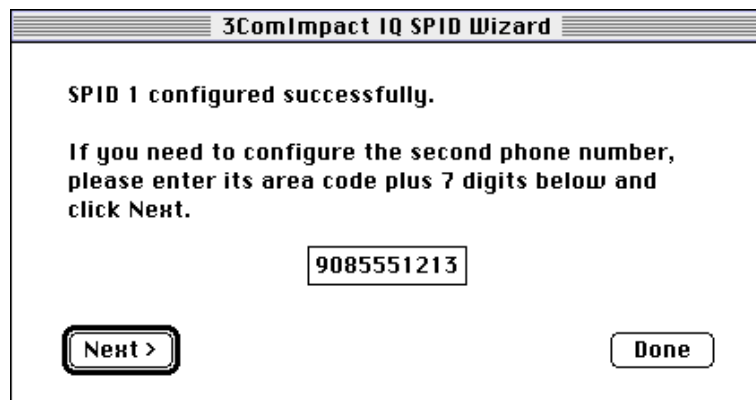 3ComImpact IQ SPID Wizard
SPID 1 configured successfully.
If you need to configure the second phone number,
please enter its area code plus 7 digits below and
click Next.
9085551213
Next >
Done